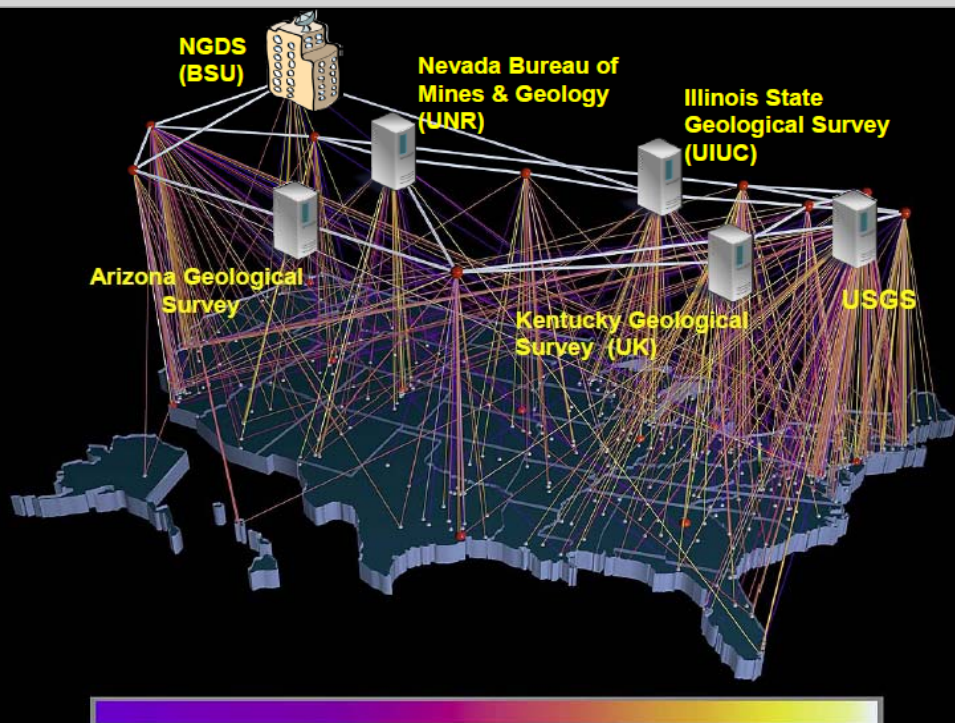 NGDS
(BSU)
Nevada Bureau of
Mines & Geology
(UNR)
Illinois State
Geological Survey
(UIUC)
Arizona Geological
Survey
Kentucky Geological
Survey (UK)
USGS